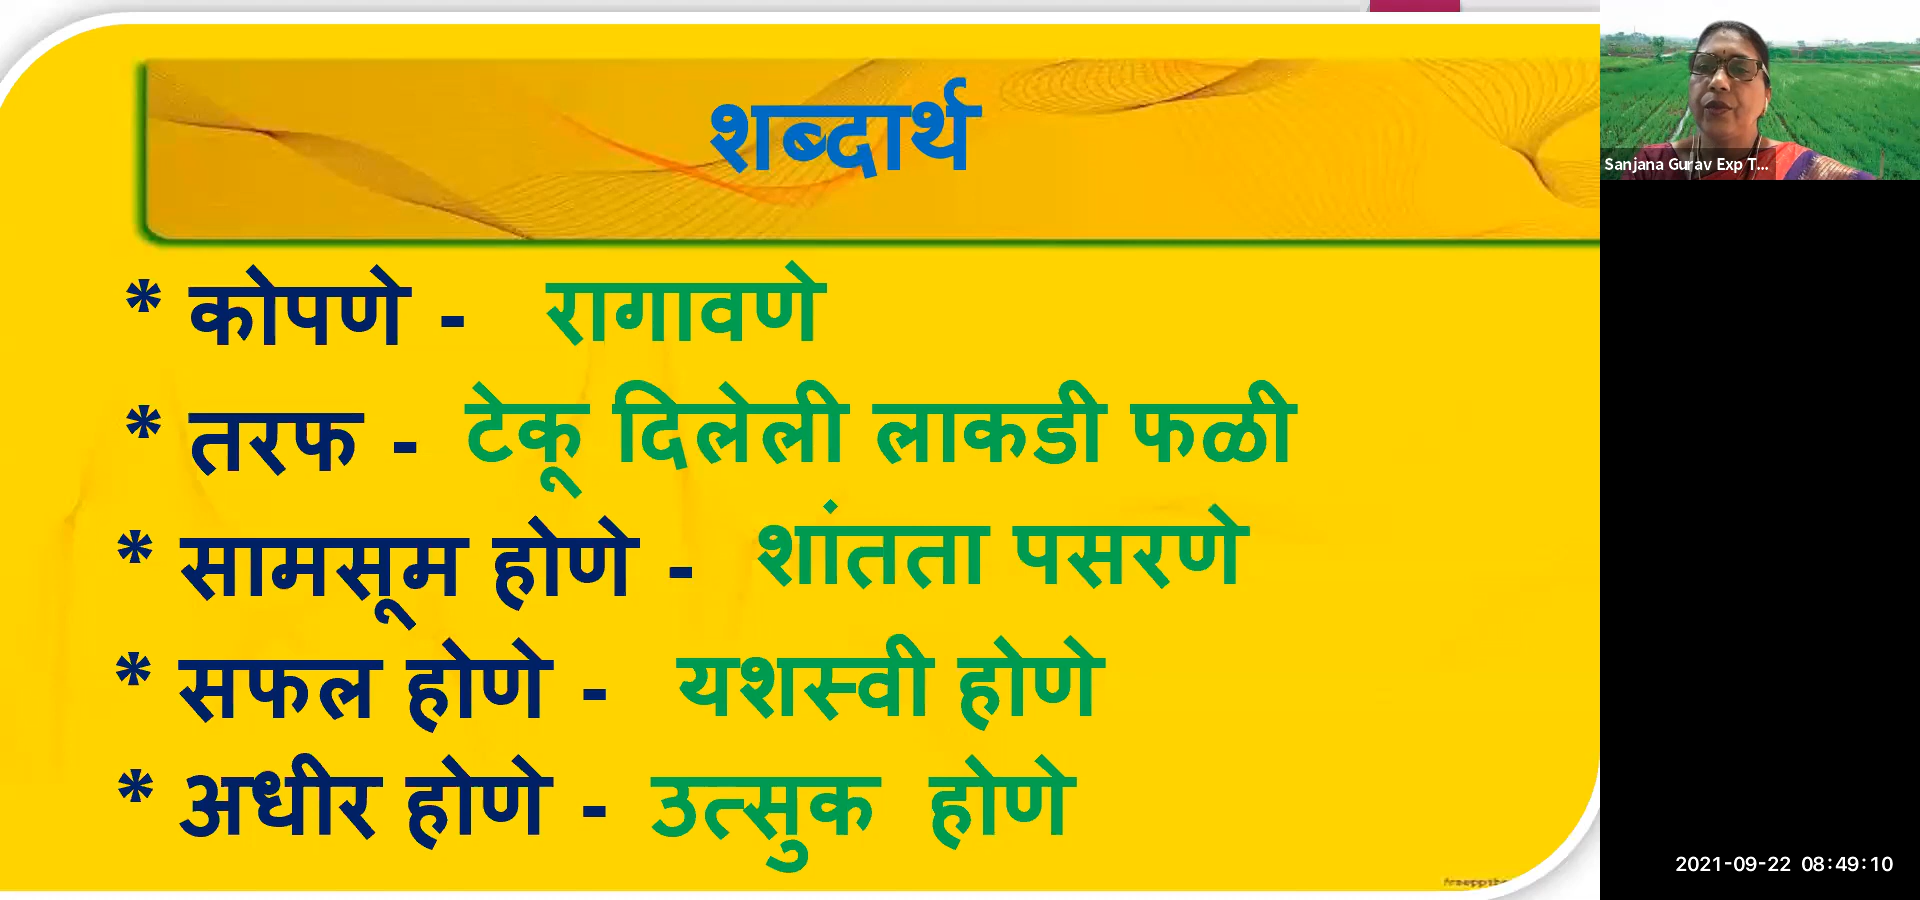 शब्दार्थ
* कोपणे - रागावणे
* तरफ - टेकू दिलेली लाकडी फळी
* सामसूम होणे - शांतता पसरणे
* सफल होणे - यशस्वी होणे
* अधीर होणे - उत्सुक होणे
Sanjana Gurav Exp T...
2021-09-22 08:49:10